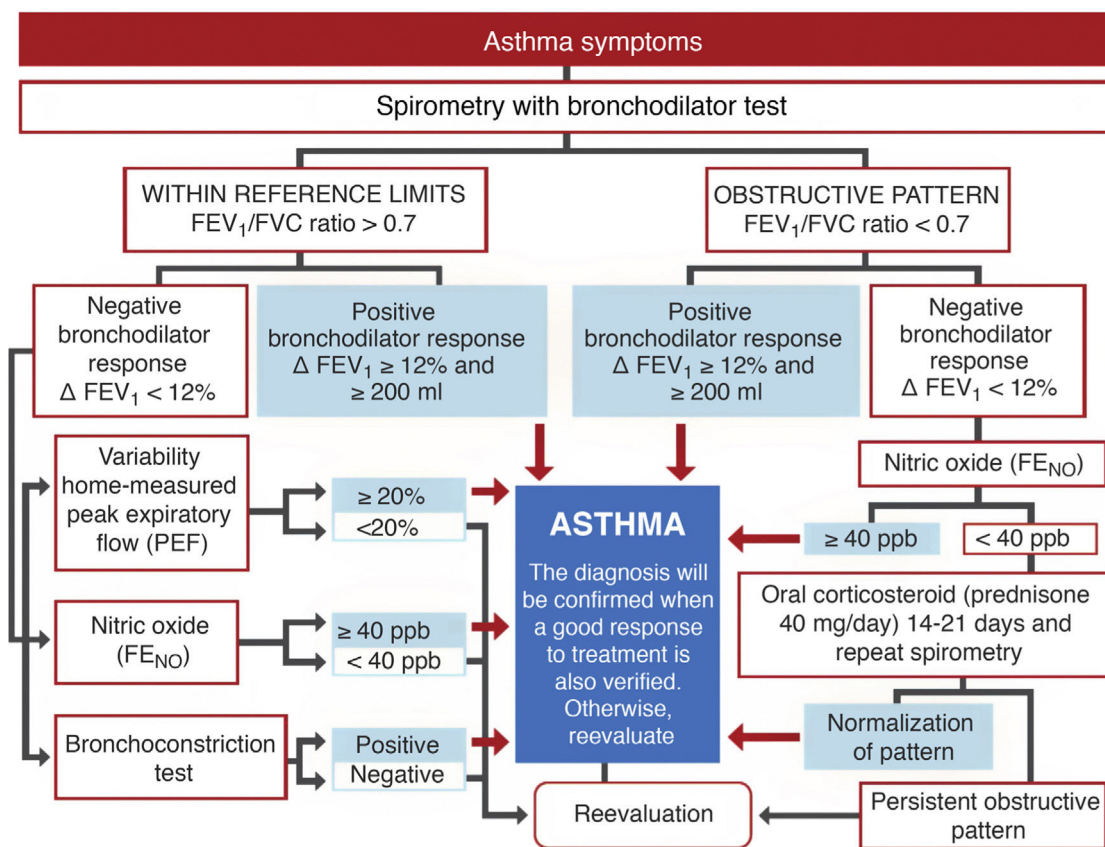 Asthma symptoms
Spirometry with bronchodilator test
WITHIN REFERENCE LIMITS
FEV₁/FVC ratio > 0.7
OBSTRUCTIVE PATTERN
FEV₁/FVC ratio < 0.7
Negative
bronchodilator
response
Δ FEV₁ < 12%
Positive
bronchodilator response
Δ FEV₁ ≥ 12% and
≥ 200 ml
Positive
bronchodilator response
Δ FEV₁ ≥ 12% and
≥ 200 ml
Negative
bronchodilator
response
Δ FEV₁ < 12%
Variability
home-measured
peak expiratory
flow (PEF)
≥ 20%
<20%
Nitric oxide
(FE_NO)
≥ 40 ppb
< 40 ppb
Bronchoconstriction
test
Positive
Negative
ASTHMA
The diagnosis will
be confirmed when
a good response
to treatment is
also verified.
Otherwise,
reevaluate
Nitric oxide (FE_NO)
≥ 40 ppb
< 40 ppb
Oral corticosteroid (prednisone
40 mg/day) 14-21 days and
repeat spirometry
Normalization
of pattern
Persistent obstructive
pattern
Reevaluation